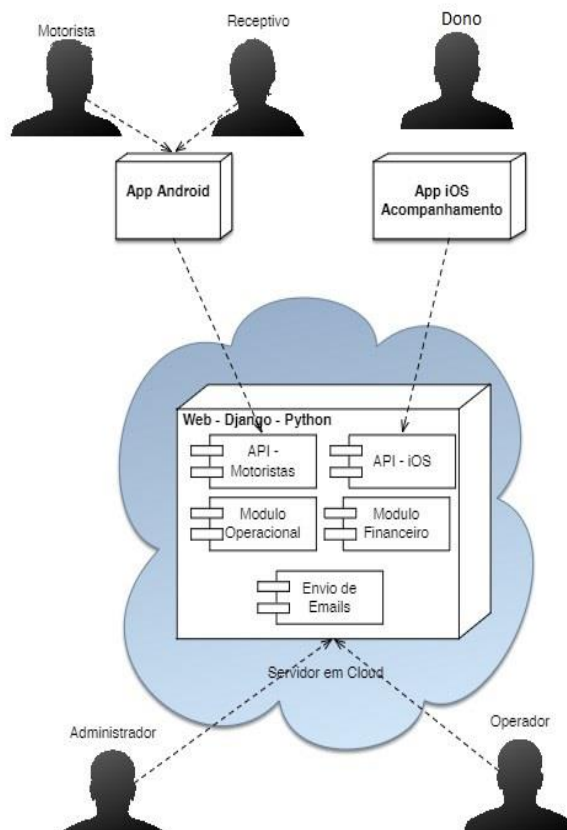 Motorista
Receptivo
Dono
App Android
App iOS
Acompanhamento
Web - Django - Python
API -
Motoristas
API - iOS
Modulo
Operacional
Modulo
Financeiro
Envio de
Emails
Servidor em Cloud
Administrador
Operador